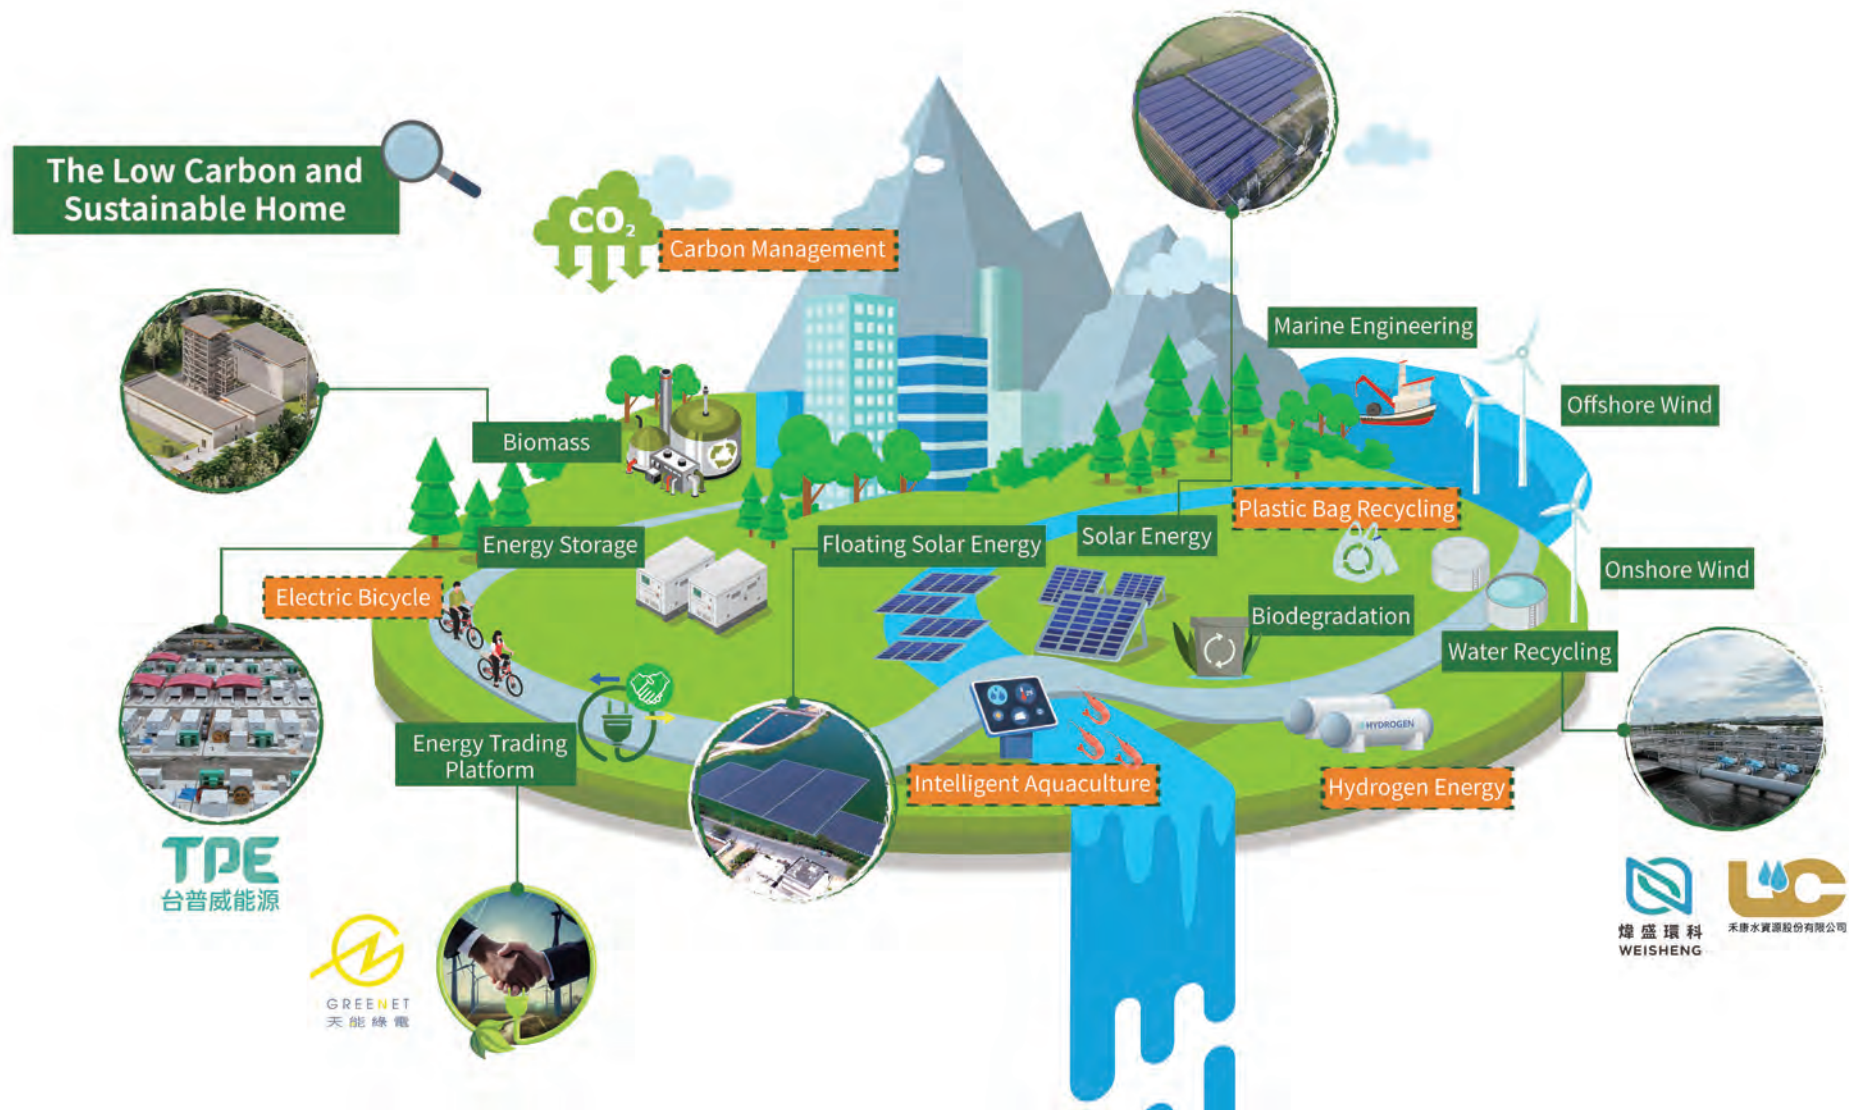 The Low Carbon and
Sustainable Home
CO2
Carbon Management
Marine Engineering
Offshore Wind
Biomass
Plastic Bag Recycling
Energy Storage
Floating Solar Energy
Solar Energy
Onshore Wind
Electric Bicycle
Biodegradation
Water Recycling
HYDROGEN
Energy Trading
Platform
Intelligent Aquaculture
Hydrogen Energy
TPE
台普威能源
GREENET
天能綠電
煒盛環科
WEISHENG
LC
禾康水資源股份有限公司